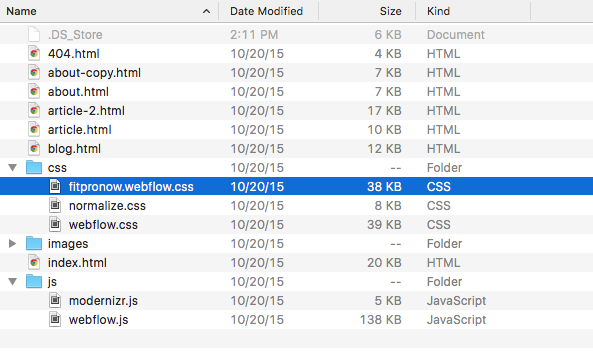 Name Date Modified Size Kind
.DS_Store 2:11 PM 6 KB Document
404.html 10/20/15 4 KB HTML
about-copy.html 10/20/15 7 KB HTML
about.html 10/20/15 7 KB HTML
article-2.html 10/20/15 17 KB HTML
article.html 10/20/15 10 KB HTML
blog.html 10/20/15 12 KB HTML
css 10/20/15 -- Folder
fitpronow.webflow.css 10/20/15 38 KB CSS
normalize.css 10/20/15 8 KB CSS
webflow.css 10/20/15 39 KB CSS
images 10/20/15 -- Folder
index.html 10/20/15 20 KB HTML
js 10/20/15 -- Folder
modernizr.js 10/20/15 5 KB JavaScript
webflow.js 10/20/15 138 KB JavaScript